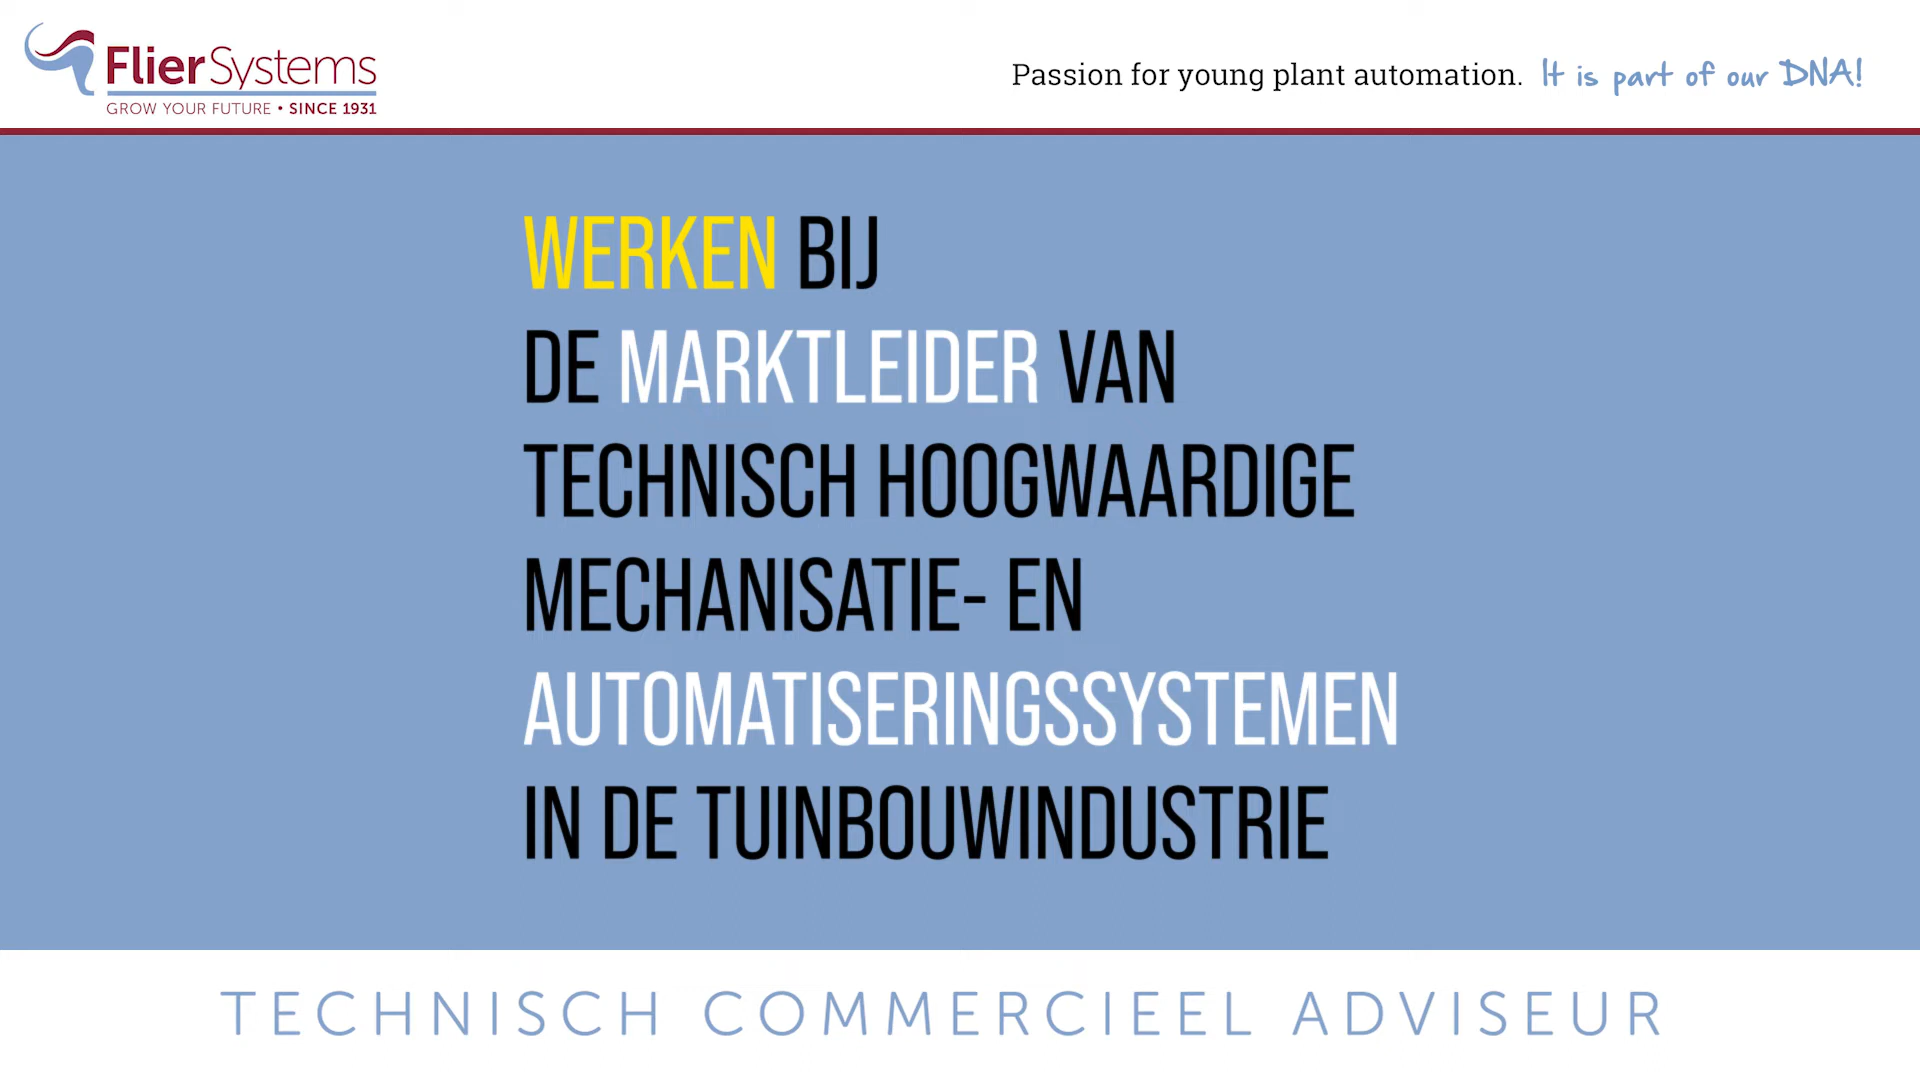 FlierSystems
GROW YOUR FUTURE • SINCE 1931
Passion for young plant automation. It is part of our DNA!
WERKEN BIJ
DE MARKTLEIDER VAN
TECHNISCH HOOGWAARDIGE
MECHANISATIE- EN
AUTOMATISERINGSSYSTEMEN
IN DE TUINBOUWINDUSTRIE
TECHNISCH COMMERCIEEL ADVISEUR